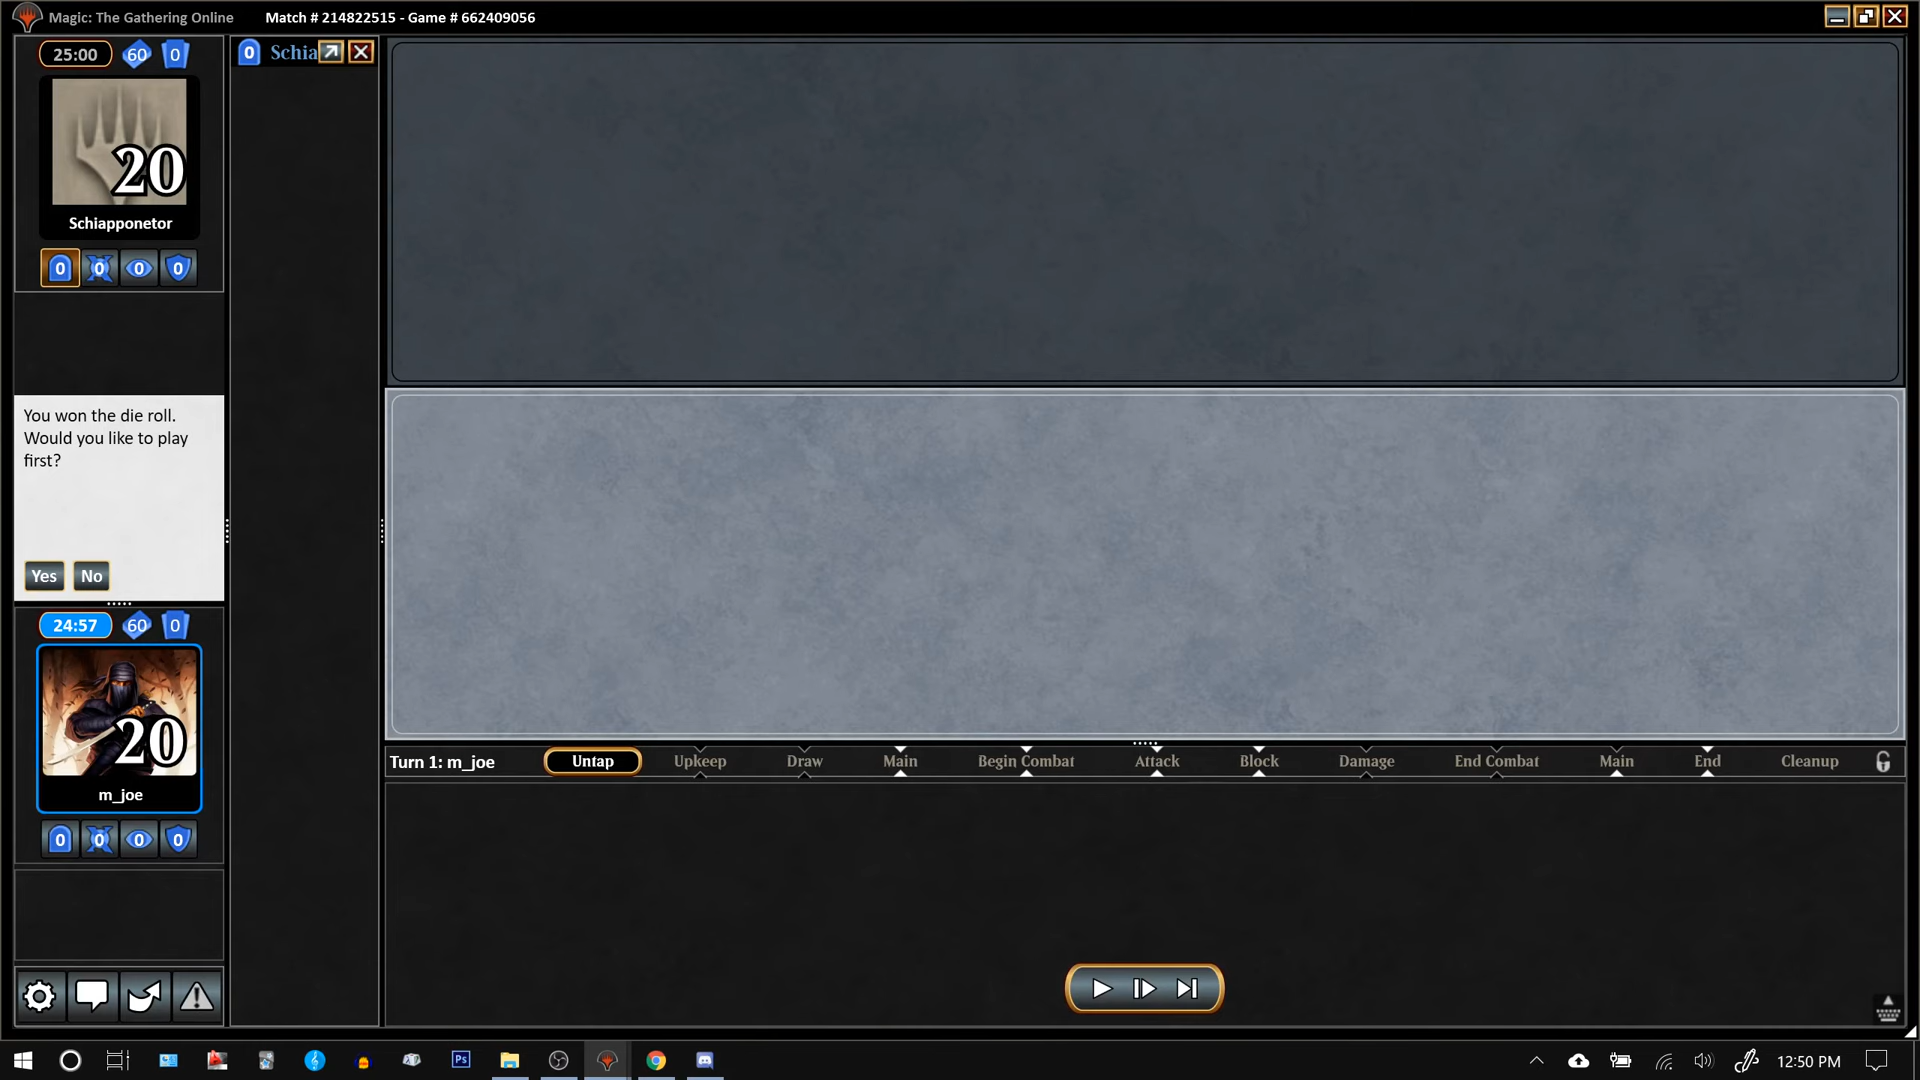 Magic: The Gathering Online
Match # 214822515 - Game # 662409056
25:00 60 0
0 Schia
20
Schiapponetor
0 0 0 0
You won the die roll.
Would you like to play
first?
Yes No
24:57 60 0
20
m_joe
0 0 0 0
Turn 1: m_joe Untap Upkeep Draw Main Begin Combat Attack Block Damage End Combat Main End Cleanup
Ps
12:50 PM